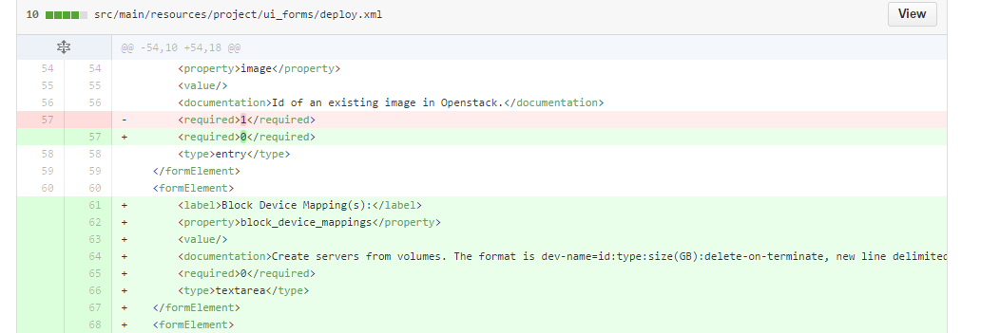 10 src/main/resources/project/ui_forms/deploy.xml View
@@ -54,10 +54,18 @@
54 54 <property>image</property>
55 55 <value/>
56 56 <documentation>Id of an existing image in Openstack.</documentation>
57 - <required>1</required>
57 + <required>0</required>
58 58 <type>entry</type>
59 59 </formElement>
60 60 <formElement>
61 + <label>Block Device Mapping(s):</label>
62 + <property>block_device_mappings</property>
63 + <value/>
64 + <documentation>Create servers from volumes. The format is dev-name=id:type:size(GB):delete-on-terminate, new line delimited
65 + <required>0</required>
66 + <type>textarea</type>
67 + </formElement>
68 + <formElement>